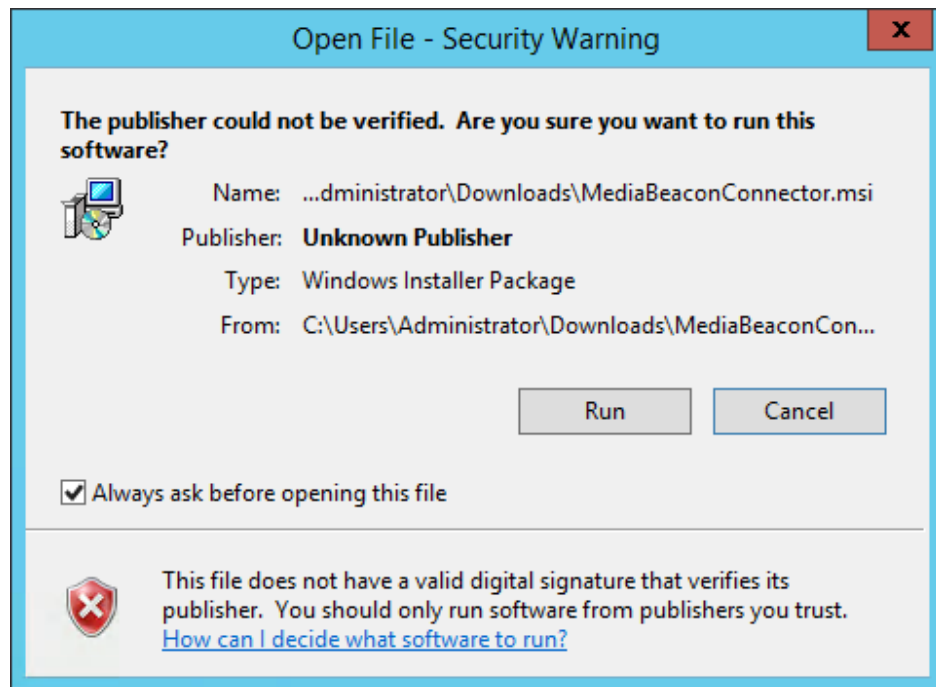 Open File - Security Warning
x
The publisher could not be verified.  Are you sure you want to run this
software?
Name: ...dministrator\Downloads\MediaBeaconConnector.msi
Publisher: Unknown Publisher
Type: Windows Installer Package
From: C:\Users\Administrator\Downloads\MediaBeaconCon...
Run Cancel
Always ask before opening this file
This file does not have a valid digital signature that verifies its
publisher.  You should only run software from publishers you trust.
How can I decide what software to run?